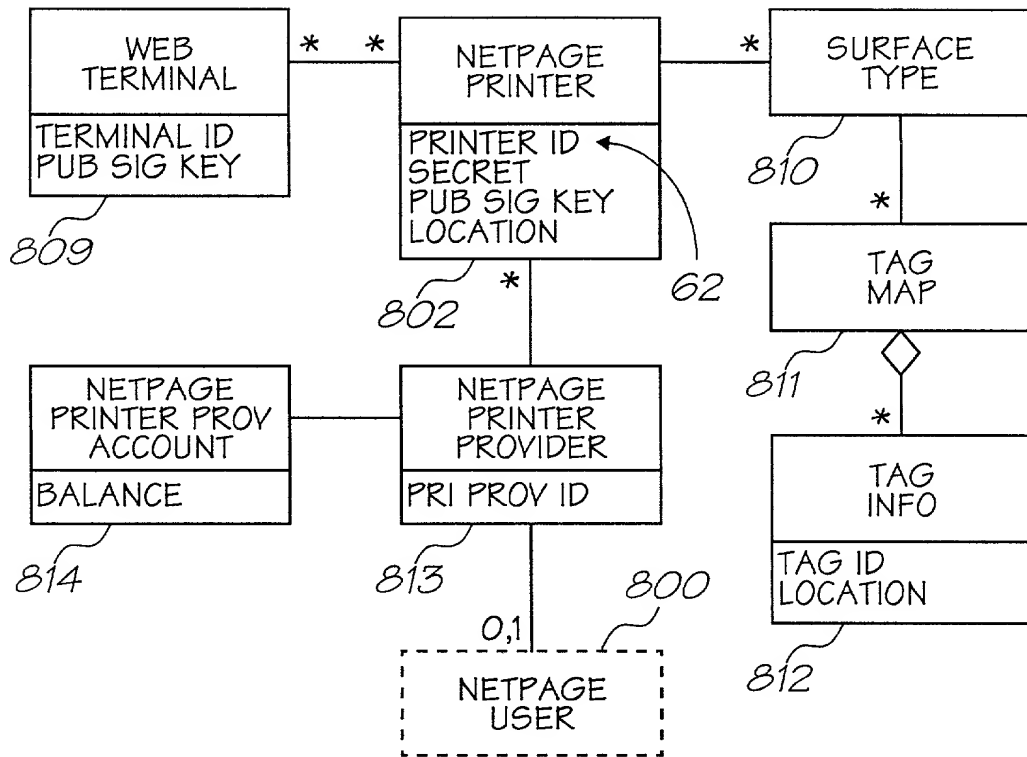 WEB
TERMINAL
TERMINAL ID
PUB SIG KEY
809
*
*
NETPAGE
PRINTER
PRINTER ID
SECRET
PUB SIG KEY
LOCATION
802
62
*
*
SURFACE
TYPE
810
*
TAG
MAP
811
*
TAG
INFO
TAG ID
LOCATION
812
NETPAGE
PRINTER PROV
ACCOUNT
BALANCE
814
NETPAGE
PRINTER
PROVIDER
PRI PROV ID
813
0,1
800
NETPAGE
USER